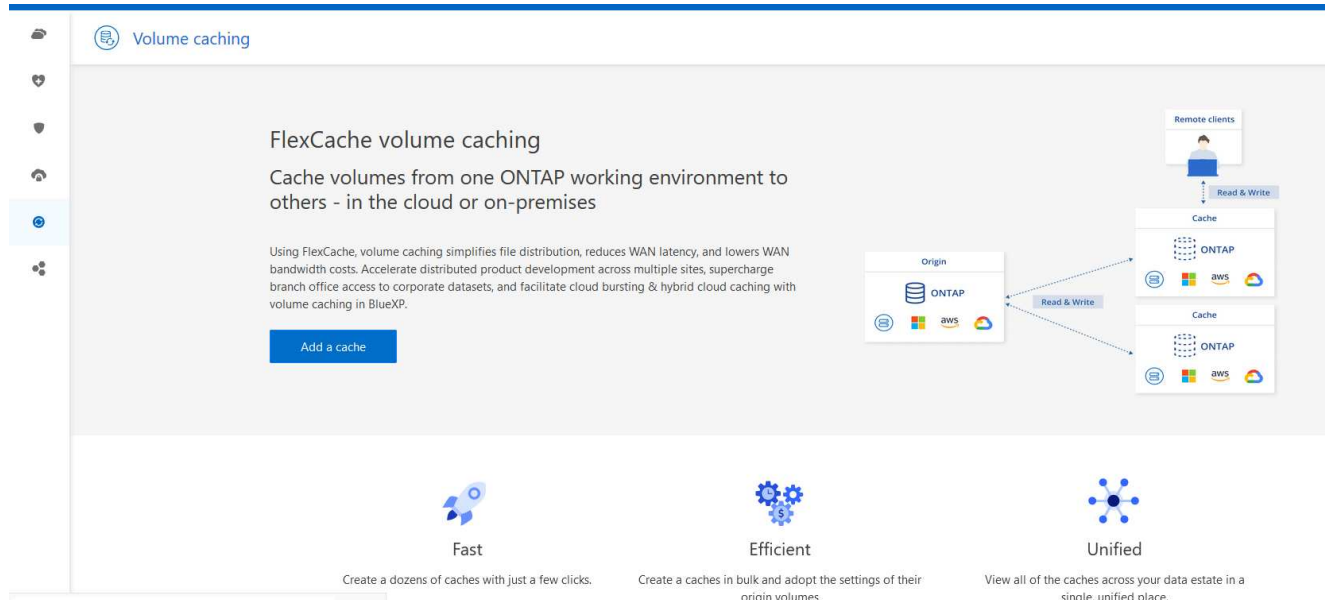 Volume caching
FlexCache volume caching
Cache volumes from one ONTAP working environment to
others - in the cloud or on-premises
Using FlexCache, volume caching simplifies file distribution, reduces WAN latency, and lowers WAN
bandwidth costs. Accelerate distributed product development across multiple sites, supercharge
branch office access to corporate datasets, and facilitate cloud bursting & hybrid cloud caching with
volume caching in BlueXP.
Add a cache
Remote clients
Read & Write
Cache
ONTAP
aws
Origin
ONTAP
aws
Read & Write
Cache
ONTAP
aws
Fast
Create a dozens of caches with just a few clicks.
Efficient
$
Create a caches in bulk and adopt the settings of their
origin volumes
Unified
View all of the caches across your data estate in a
single, unified place.